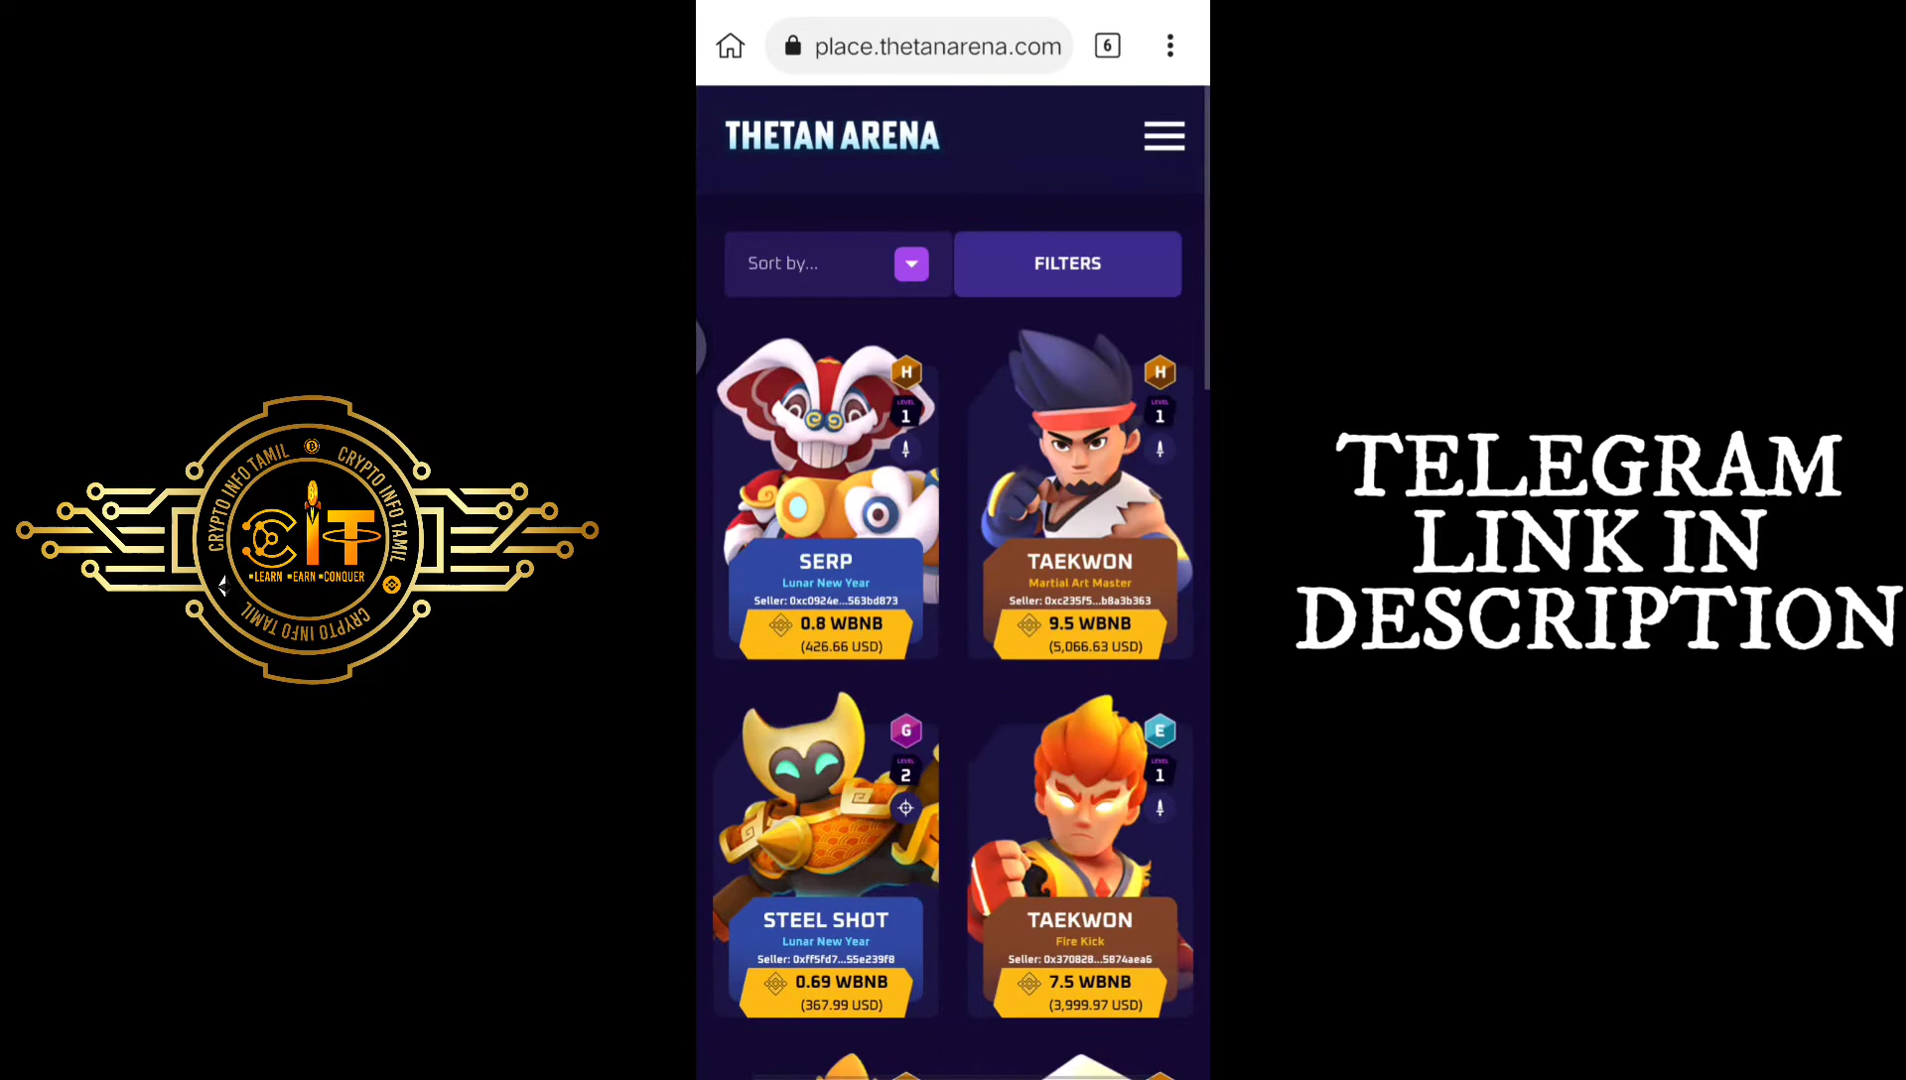 CRYPTO INFO TAMIL
CRYPTO INFO TAMIL
CRYPTO INFO TAMIL
CIT
▪LEARN ▪EARN ▪CONQUER
place.thetanarena.com
6
THETAN ARENA
Sort by...
FILTERS
H
LEVEL
1
SERP
Lunar New Year
Seller: 0xc0924e...563bd873
0.8 WBNB
(426.66 USD)
H
LEVEL
1
TAEKWON
Martial Art Master
Seller: 0xc235f5...b8a3b363
9.5 WBNB
(5,066.63 USD)
G
LEVEL
2
STEEL SHOT
Lunar New Year
Seller: 0xff5fd7...55e239f8
0.69 WBNB
(367.99 USD)
E
LEVEL
1
TAEKWON
Fire Kick
Seller: 0x370828...5874aea6
7.5 WBNB
(3,999.97 USD)
TELEGRAM
LINK IN
DESCRIPTION